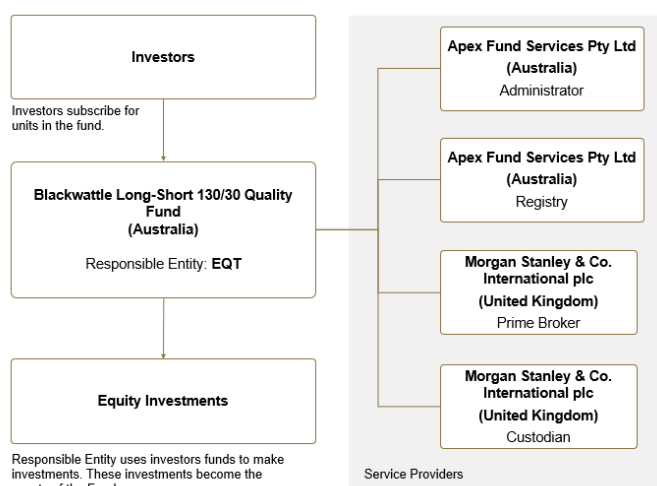 Investors
Investors subscribe for
units in the fund.
Blackwattle Long-Short 130/30 Quality
Fund
(Australia)
Responsible Entity: EQT
Equity Investments
Responsible Entity uses investors funds to make
investments. These investments become the
Apex Fund Services Pty Ltd
(Australia)
Administrator
Apex Fund Services Pty Ltd
(Australia)
Registry
Morgan Stanley & Co.
International plc
(United Kingdom)
Prime Broker
Morgan Stanley & Co.
International plc
(United Kingdom)
Custodian
Service Providers